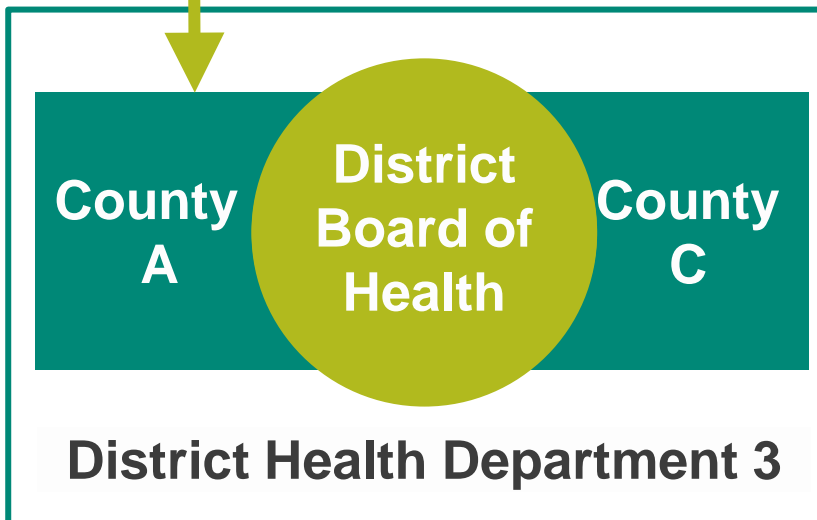 County
A
District
Board of
Health
County
C
District Health Department 3